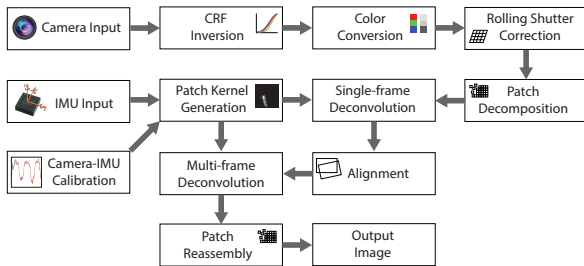 Camera Input
CRF
Inversion
Color
Conversion
Rolling Shutter
Correction
IMU Input
Patch Kernel
Generation
Single-frame
Deconvolution
Patch
Decomposition
Camera-IMU
Calibration
Multi-frame
Deconvolution
Alignment
Patch
Reassembly
Output
Image